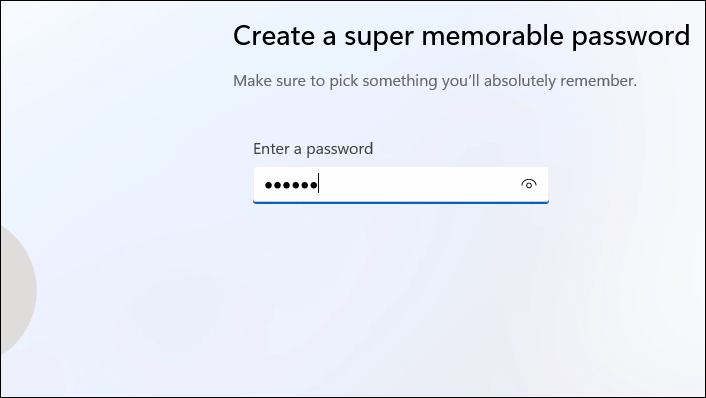 Create a super memorable password
Make sure to pick something you’ll absolutely remember.
Enter a password
●●●●●●